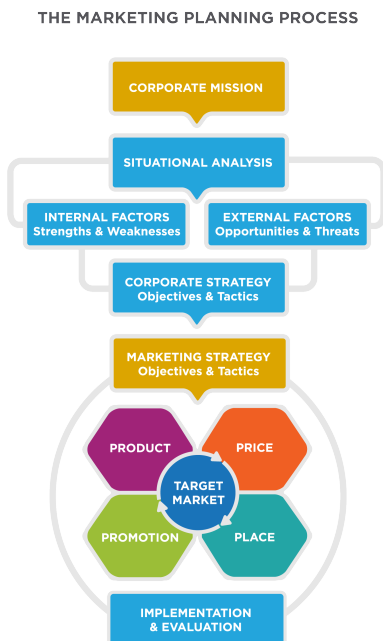 THE MARKETING PLANNING PROCESS
CORPORATE MISSION
SITUATIONAL ANALYSIS
INTERNAL FACTORS
Strengths & Weaknesses
EXTERNAL FACTORS
Opportunities & Threats
CORPORATE STRATEGY
Objectives & Tactics
MARKETING STRATEGY
Objectives & Tactics
PRODUCT
PRICE
TARGET
MARKET
PROMOTION
PLACE
IMPLEMENTATION
& EVALUATION